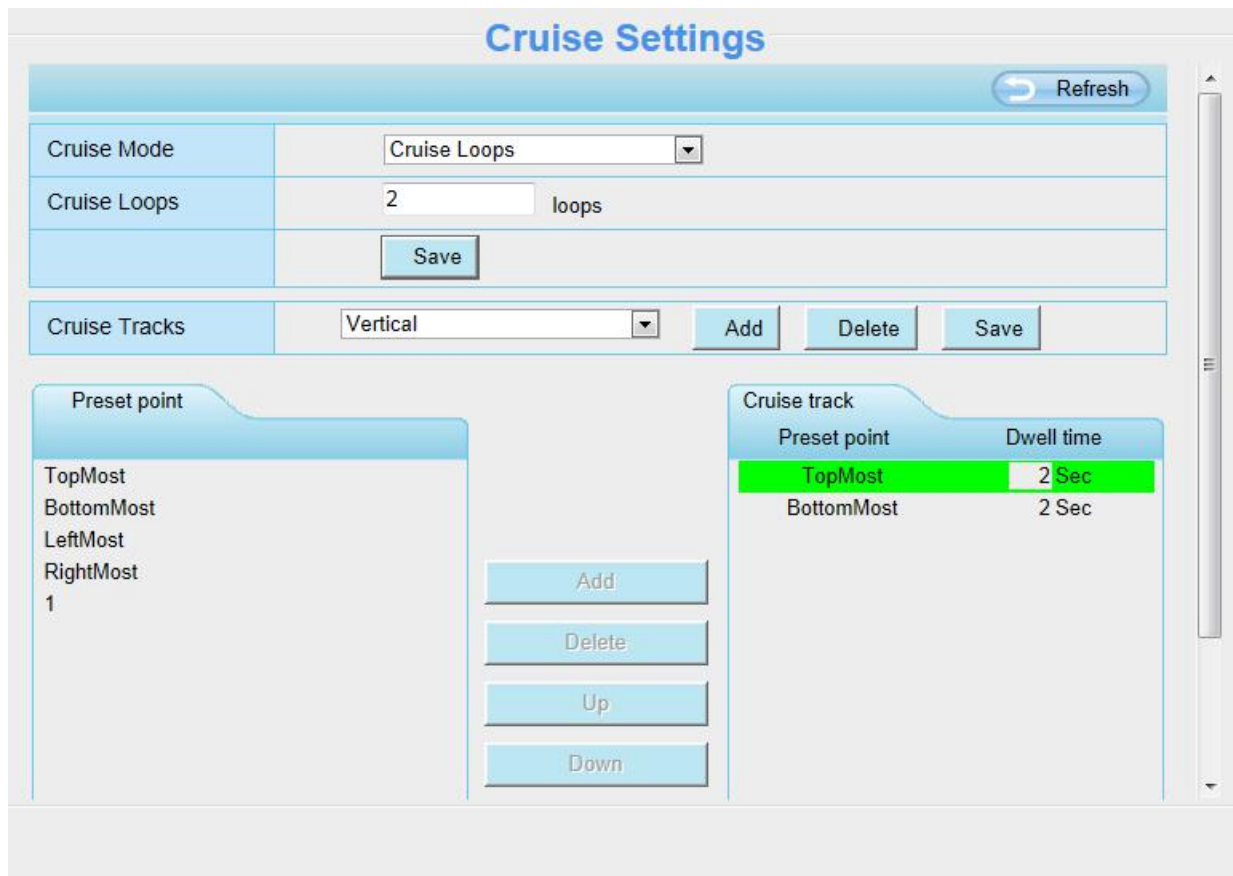 Cruise Settings
Refresh
Cruise Mode
Cruise Loops
Cruise Loops
2 loops
Save
Cruise Tracks
Vertical
Add Delete Save
Preset point
TopMost
BottomMost
LeftMost
RightMost
1
Add
Delete
Up
Down
Cruise track
Preset point Dwell time
TopMost 2 Sec
BottomMost 2 Sec